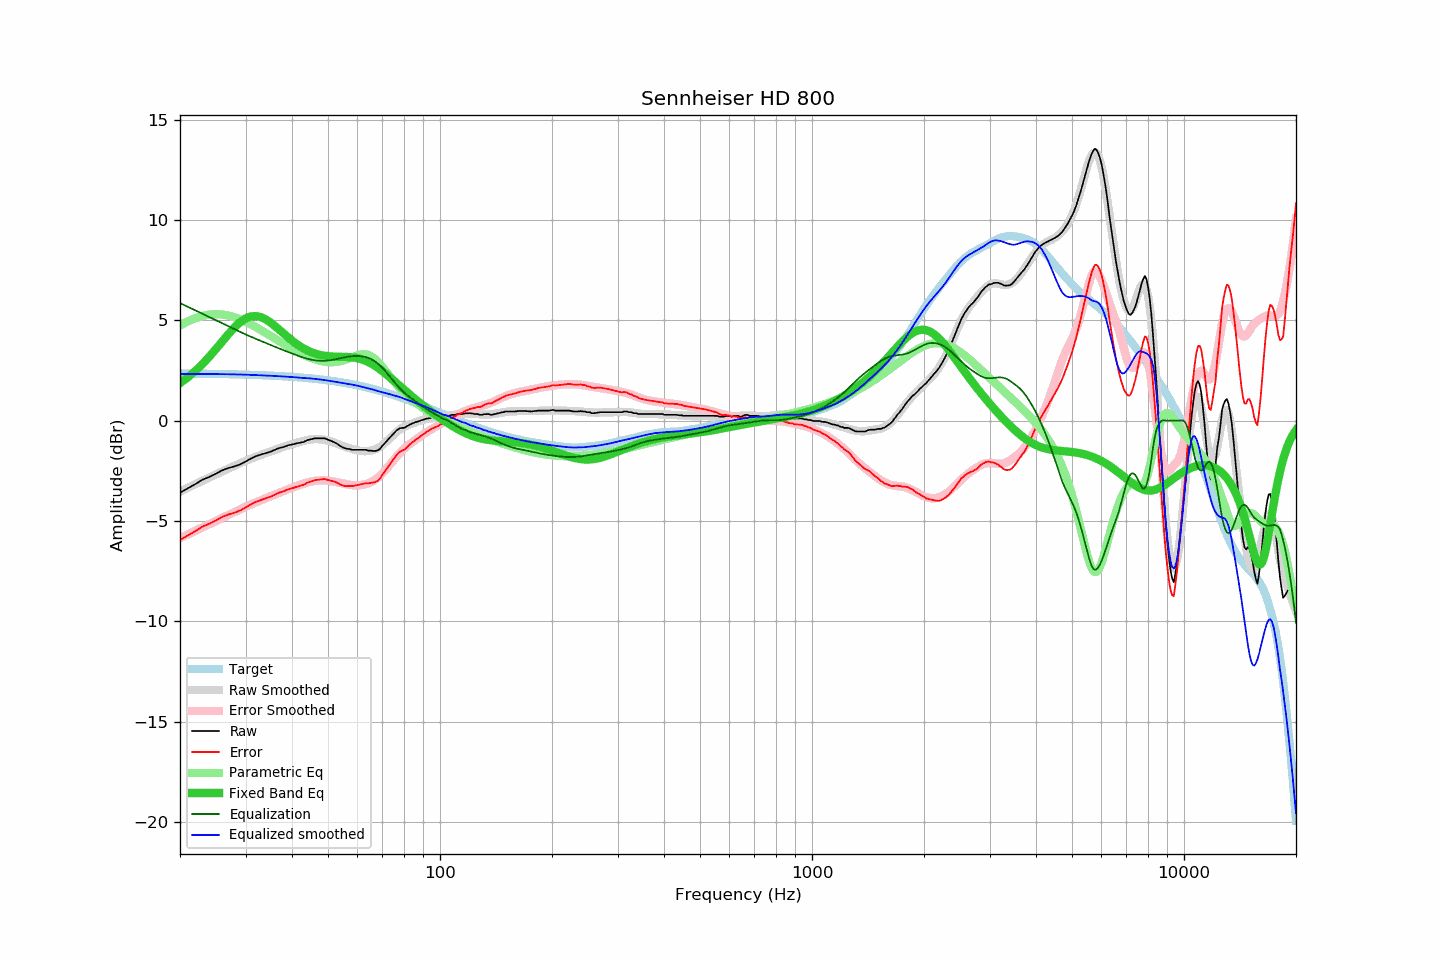 Sennheiser HD 800
Amplitude (dBr)
15
10
5
0
−5
−10
−15
−20
Target
Raw Smoothed
Error Smoothed
Raw
Error
Parametric Eq
Fixed Band Eq
Equalization
Equalized smoothed
100
1000
10000
Frequency (Hz)